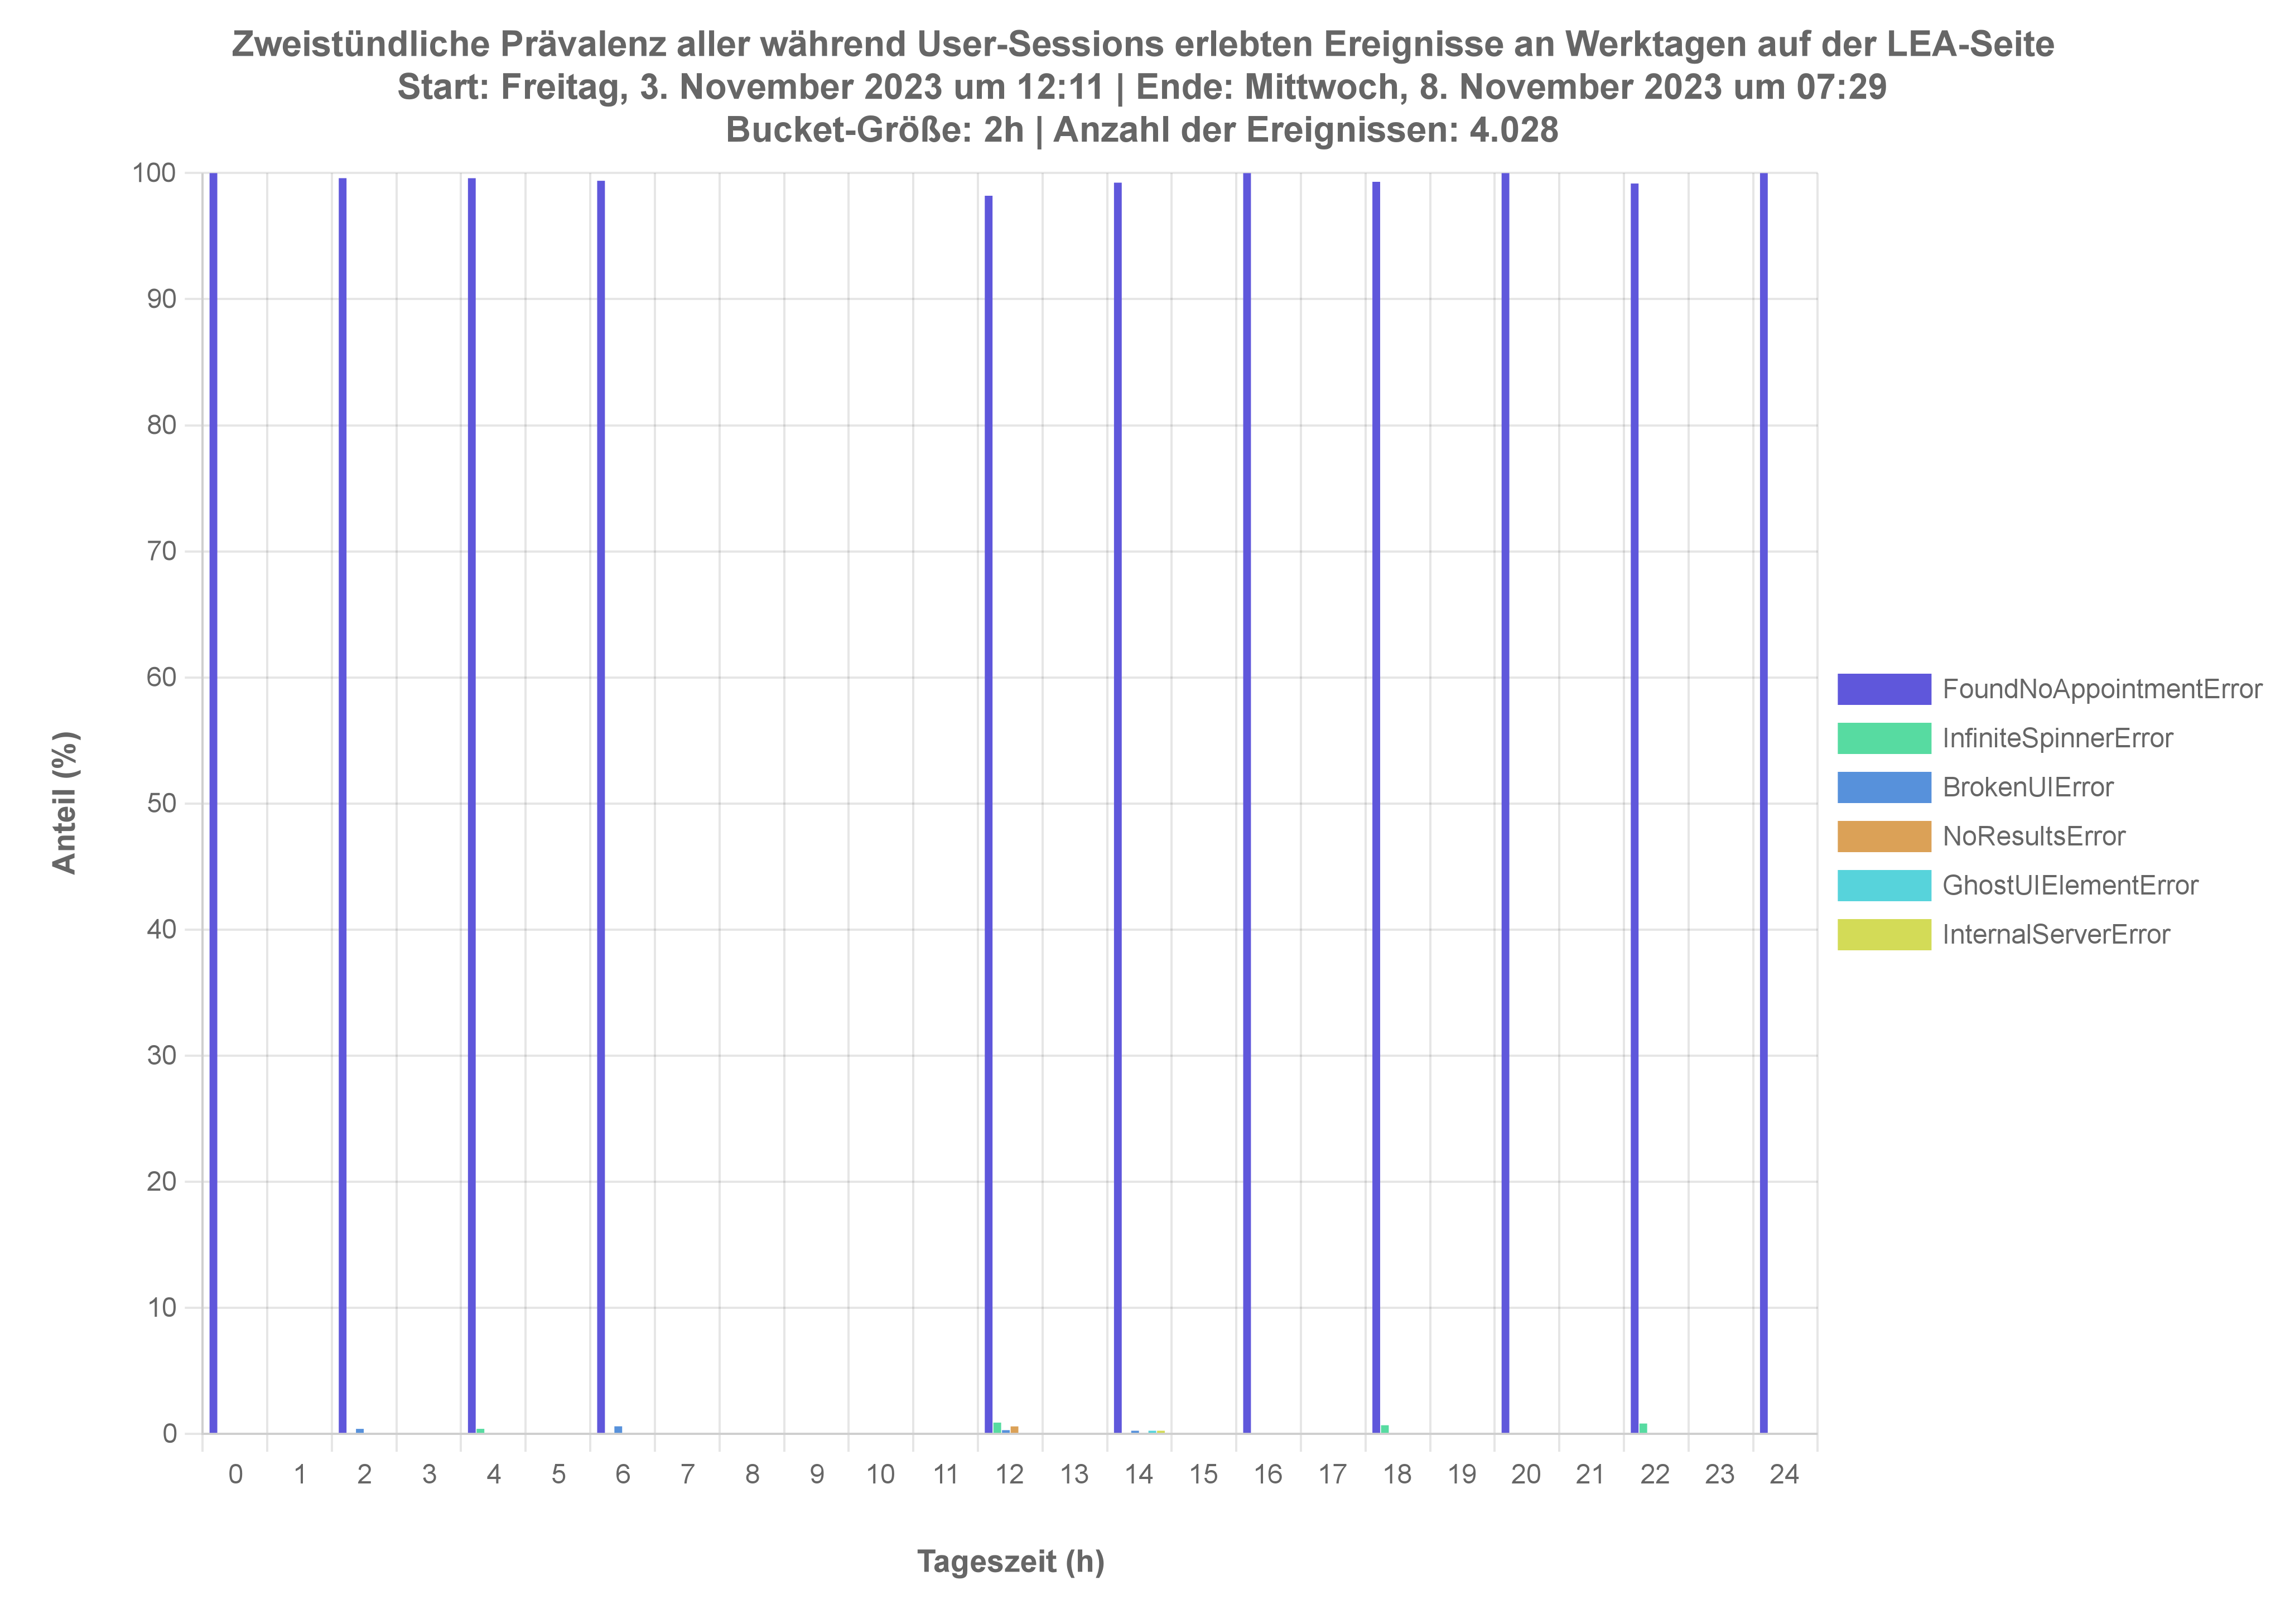 Zweistündliche Prävalenz aller während User-Sessions erlebten Ereignisse an Werktagen auf der LEA-Seite
Start: Freitag, 3. November 2023 um 12:11 | Ende: Mittwoch, 8. November 2023 um 07:29
Bucket-Größe: 2h | Anzahl der Ereignissen: 4.028
100
90
80
70
60
50
40
30
20
10
0
Anteil (%)
0 1 2 3 4 5 6 7 8 9 10 11 12 13 14 15 16 17 18 19 20 21 22 23 24
Tageszeit (h)
FoundNoAppointmentError
InfiniteSpinnerError
BrokenUIError
NoResultsError
GhostUIElementError
InternalServerError